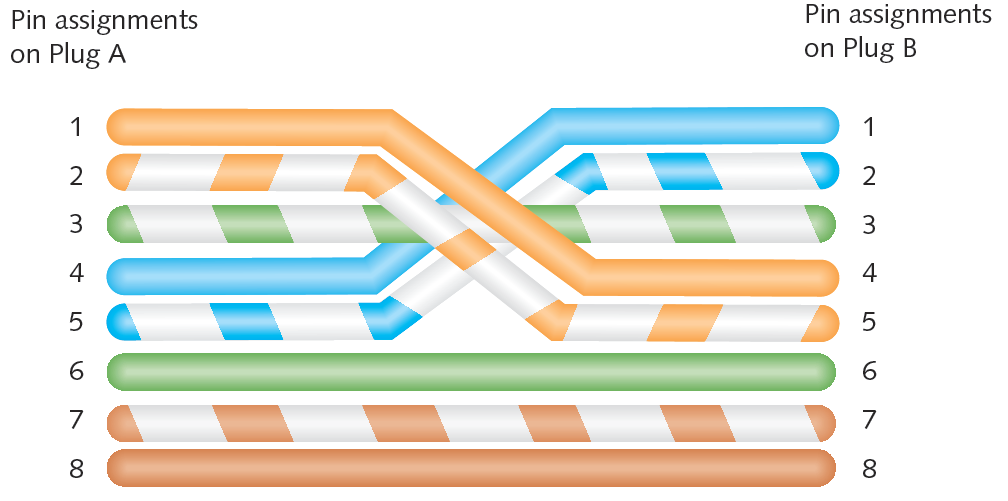 Pin assignments
on Plug A
Pin assignments
on Plug B
1 1
2 2
3 3
4 4
5 5
6 6
7 7
8 8